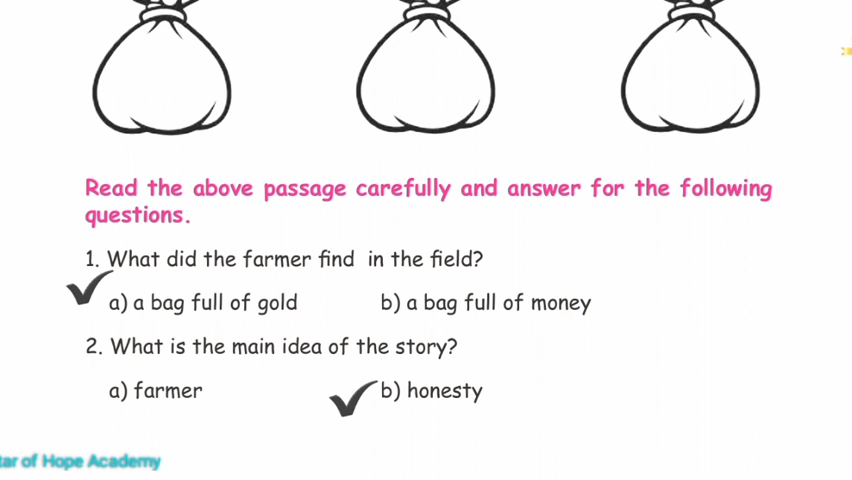 Read the above passage carefully and answer for the following
questions.
1. What did the farmer find in the field?
a) a bag full of gold b) a bag full of money
2. What is the main idea of the story?
a) farmer b) honesty
of Hope Academy